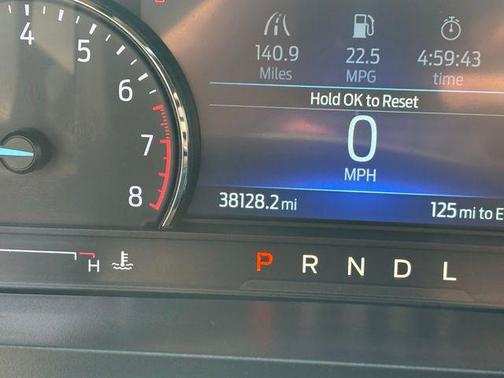 4
5
6
7
8
140.9
Miles
22.5
MPG
4:59:43
time
Hold OK to Reset
0
MPH
38128.2 mi
125 mi to E
H
P R N D L